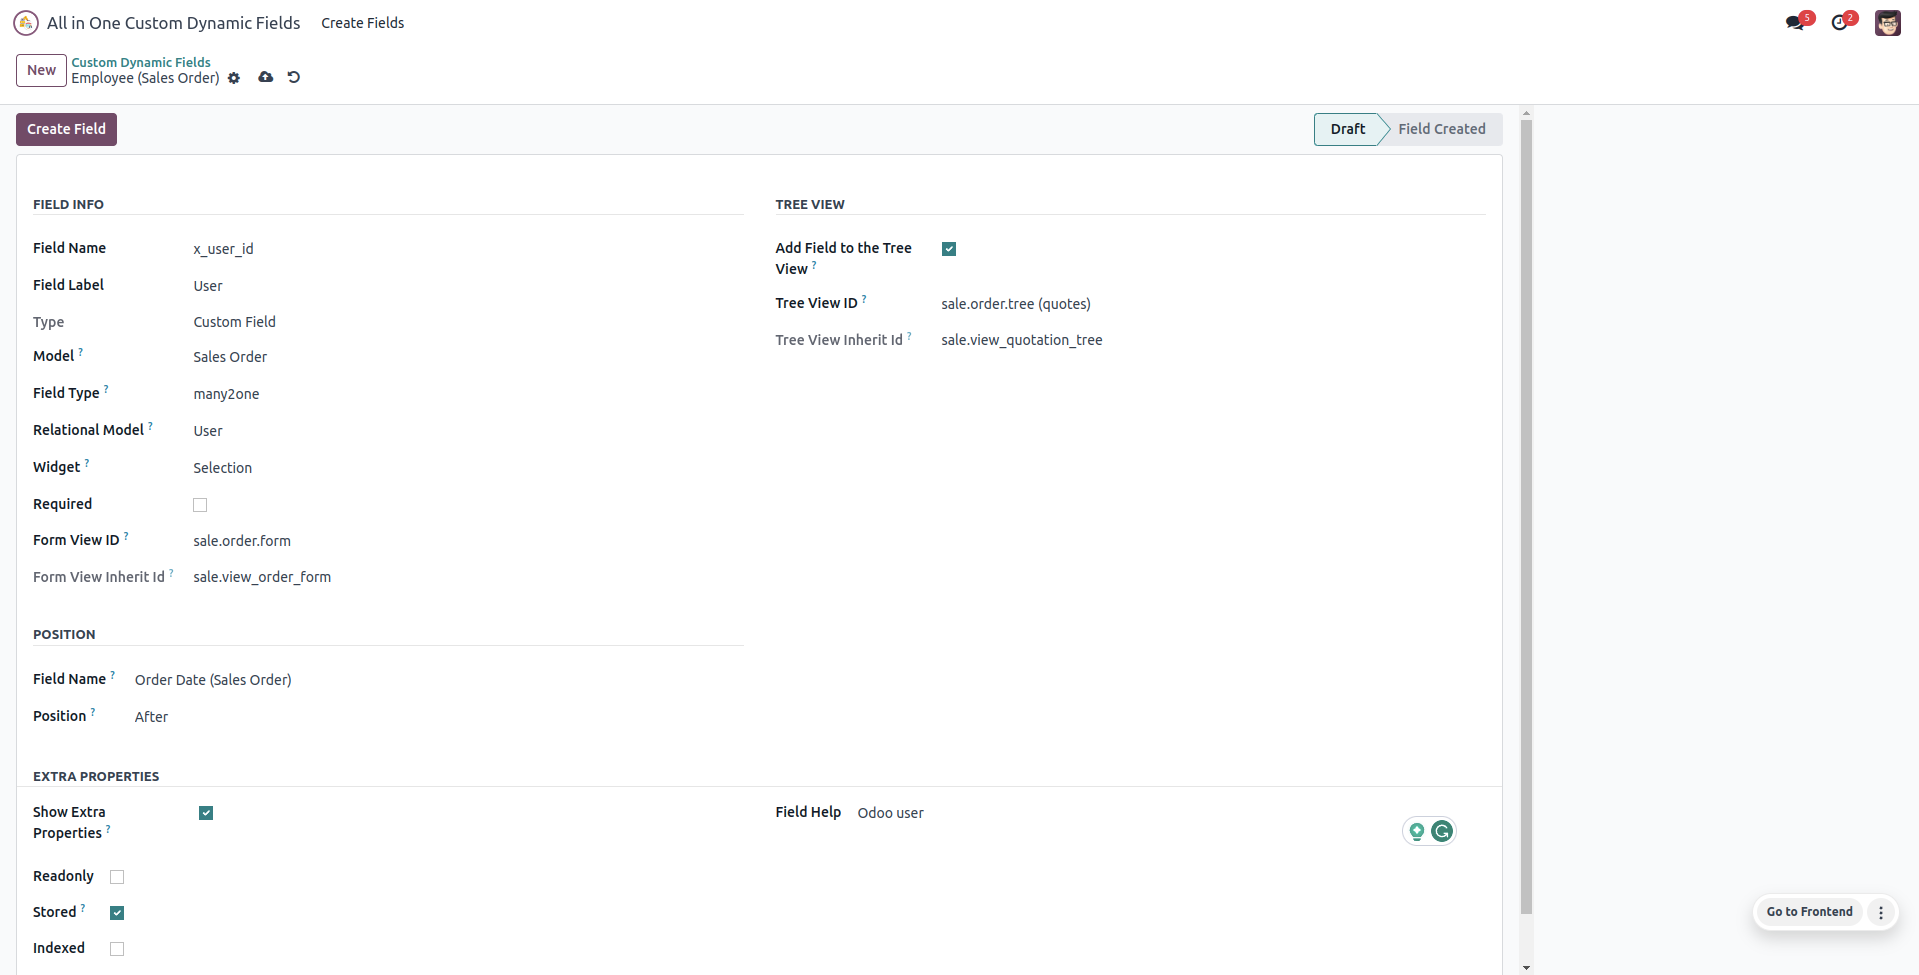 All in One Custom Dynamic Fields Create Fields 5 2
New Custom Dynamic Fields
Employee (Sales Order)
Create Field Draft Field Created
FIELD INFO
Field Name x_user_id
Field Label User
Type Custom Field
Model ? Sales Order
Field Type ? many2one
Relational Model ? User
Widget ? Selection
Required
Form View ID ? sale.order.form
Form View Inherit Id ? sale.view_order_form
TREE VIEW
Add Field to the Tree
View ?
Tree View ID ? sale.order.tree (quotes)
Tree View Inherit Id ? sale.view_quotation_tree
POSITION
Field Name ? Order Date (Sales Order)
Position ? After
EXTRA PROPERTIES
Show Extra
Properties ?
Field Help Odoo user
Readonly
Stored ?
Indexed
Go to Frontend